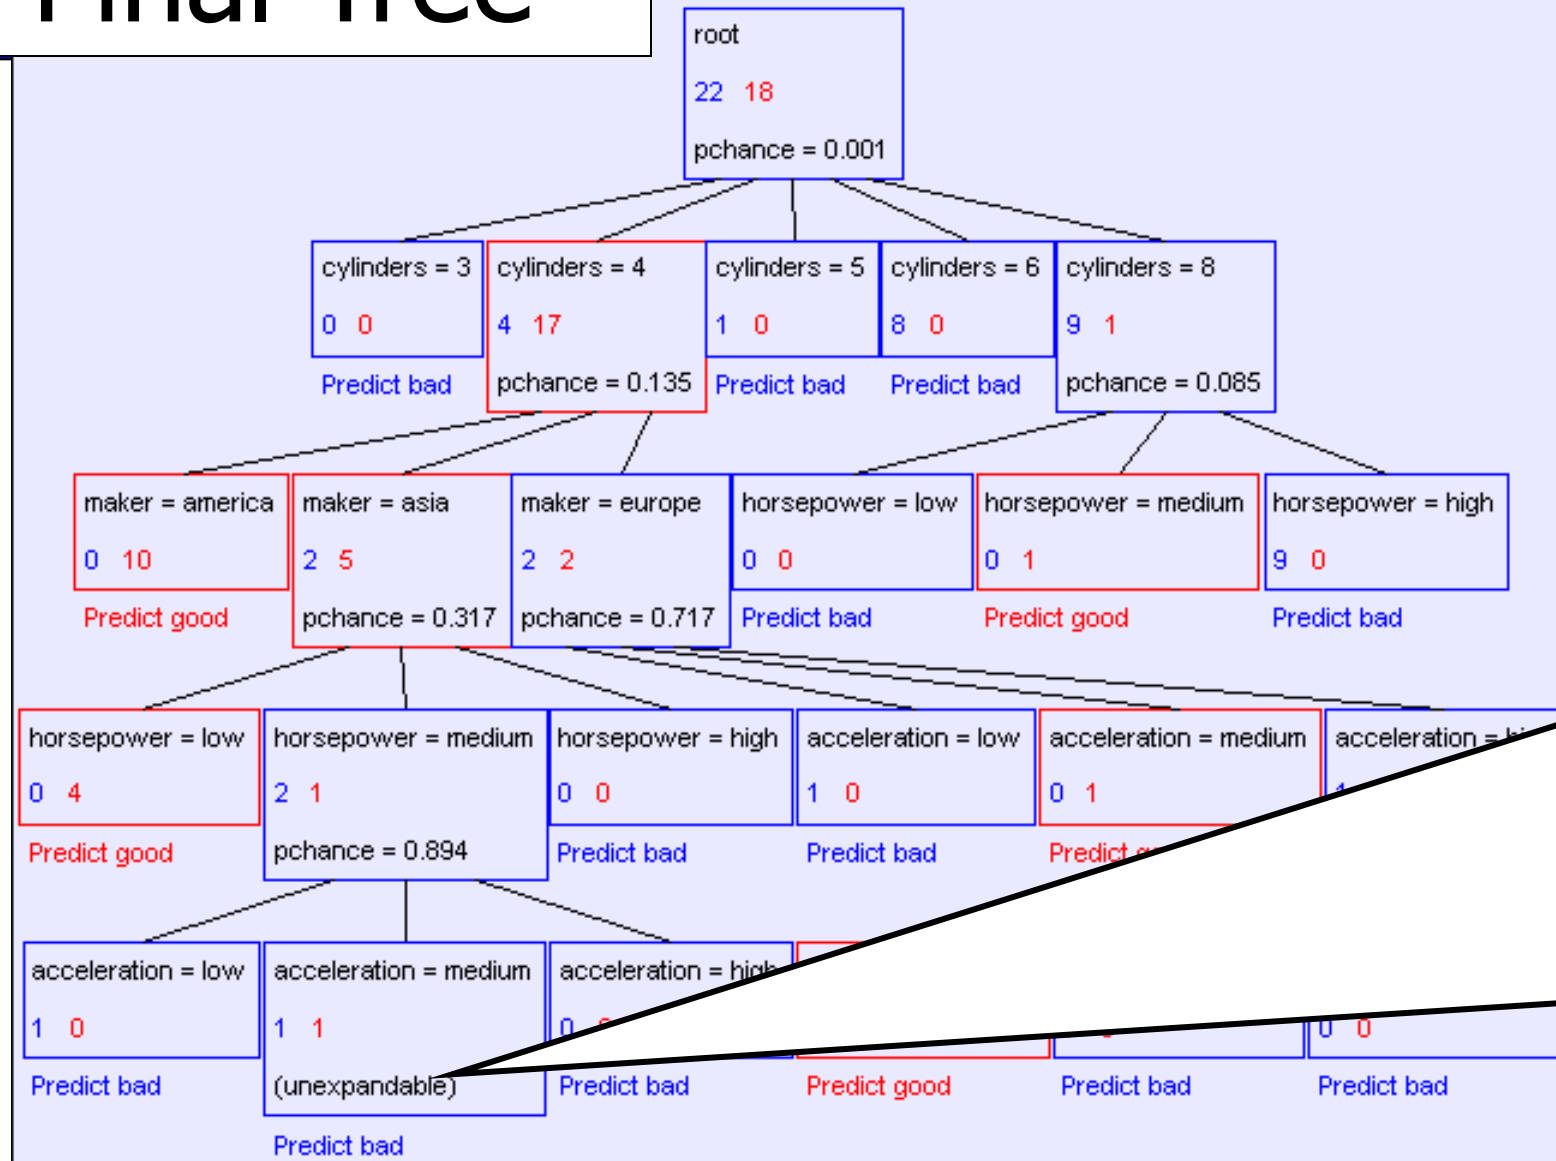 Final Tree
root
22 18
pchance = 0.001
cylinders = 3
0 0
Predict bad
cylinders = 4
4 17
pchance = 0.135
cylinders = 5
1 0
Predict bad
cylinders = 6
8 0
Predict bad
cylinders = 8
9 1
pchance = 0.085
maker = america
0 10
Predict good
maker = asia
2 5
pchance = 0.317
maker = europe
2 2
pchance = 0.717
horsepower = low
0 0
Predict bad
horsepower = medium
0 1
Predict good
horsepower = high
9 0
Predict bad
horsepower = low
0 4
Predict good
horsepower = medium
2 1
pchance = 0.894
horsepower = high
0 0
Predict bad
acceleration = low
1 0
Predict bad
acceleration = medium
0 1
Predict
acceleration =
acceleration = low
1 0
Predict bad
acceleration = medium
1 1
(unexpandable)
Predict bad
acceleration = high
0
Predict bad
Predict good
Predict bad
0 0
Predict bad